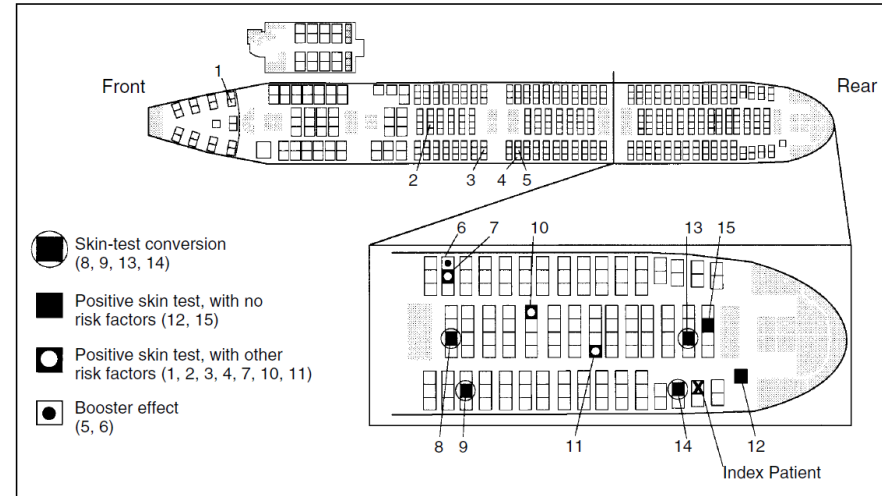 1
Front
Rear
2
3
4
5
6
7
10
13
15
Skin-test conversion
(8, 9, 13, 14)
Positive skin test, with no
risk factors (12, 15)
Positive skin test, with other
risk factors (1, 2, 3, 4, 7, 10, 11)
Booster effect
(5, 6)
8
9
11
14
12
X
Index Patient